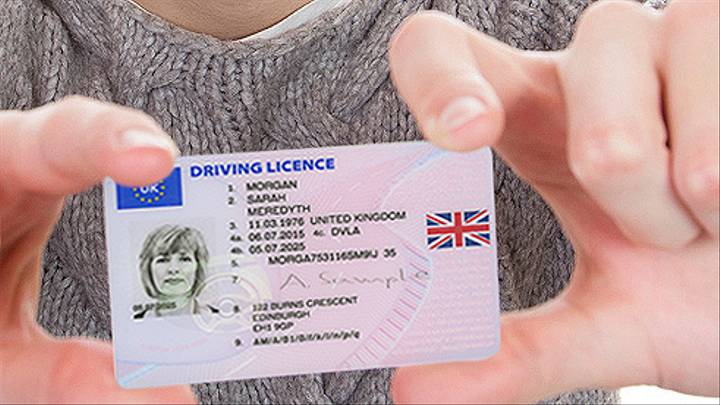 UK
DRIVING LICENCE
1. MORGAN
2. SARAH
MEREDYTH
3. 11.03.1976 UNITED KINGDOM
4a. 06.07.2015 4c. DVLA
4b. 05.07.2025
5. MORGA753116SM9IJ 35
7. A. Sample
8. 122 BURNS CRESCENT
EDINBURGH
EH1 9GP
9. AM/A/B1/B/f/k/l/n/p/q